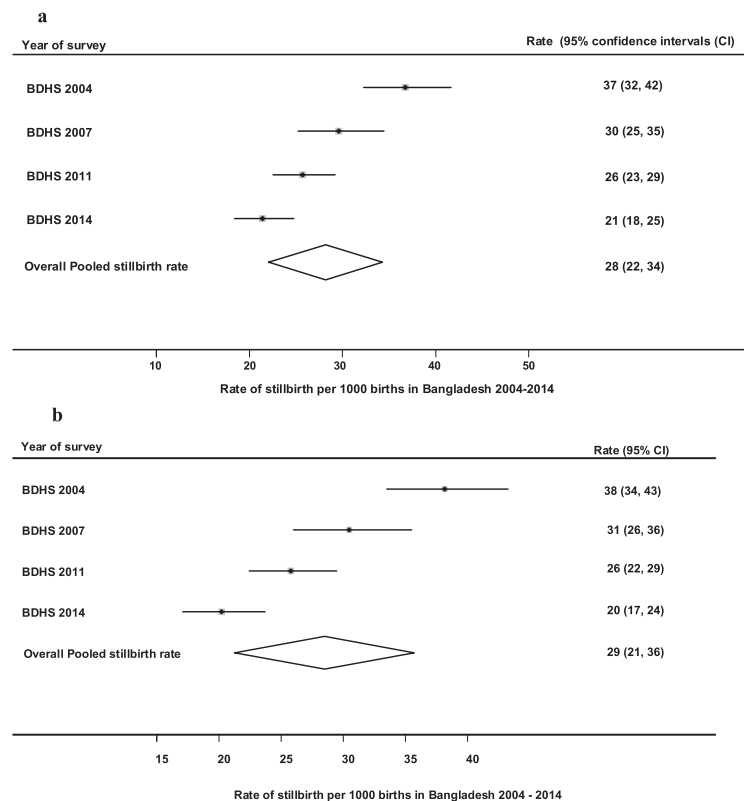 a
Year of survey Rate (95% confidence intervals (CI)
BDHS 2004 37 (32, 42)
BDHS 2007 30 (25, 35)
BDHS 2011 26 (23, 29)
BDHS 2014 21 (18, 25)
Overall Pooled stillbirth rate 28 (22, 34)
10 20 30 40 50
Rate of stillbirth per 1000 births in Bangladesh 2004-2014
b
Year of survey Rate (95% CI)
BDHS 2004 38 (34, 43)
BDHS 2007 31 (26, 36)
BDHS 2011 26 (22, 29)
BDHS 2014 20 (17, 24)
Overall Pooled stillbirth rate 29 (21, 36)
15 20 25 30 35 40
Rate of stillbirth per 1000 births in Bangladesh 2004 - 2014